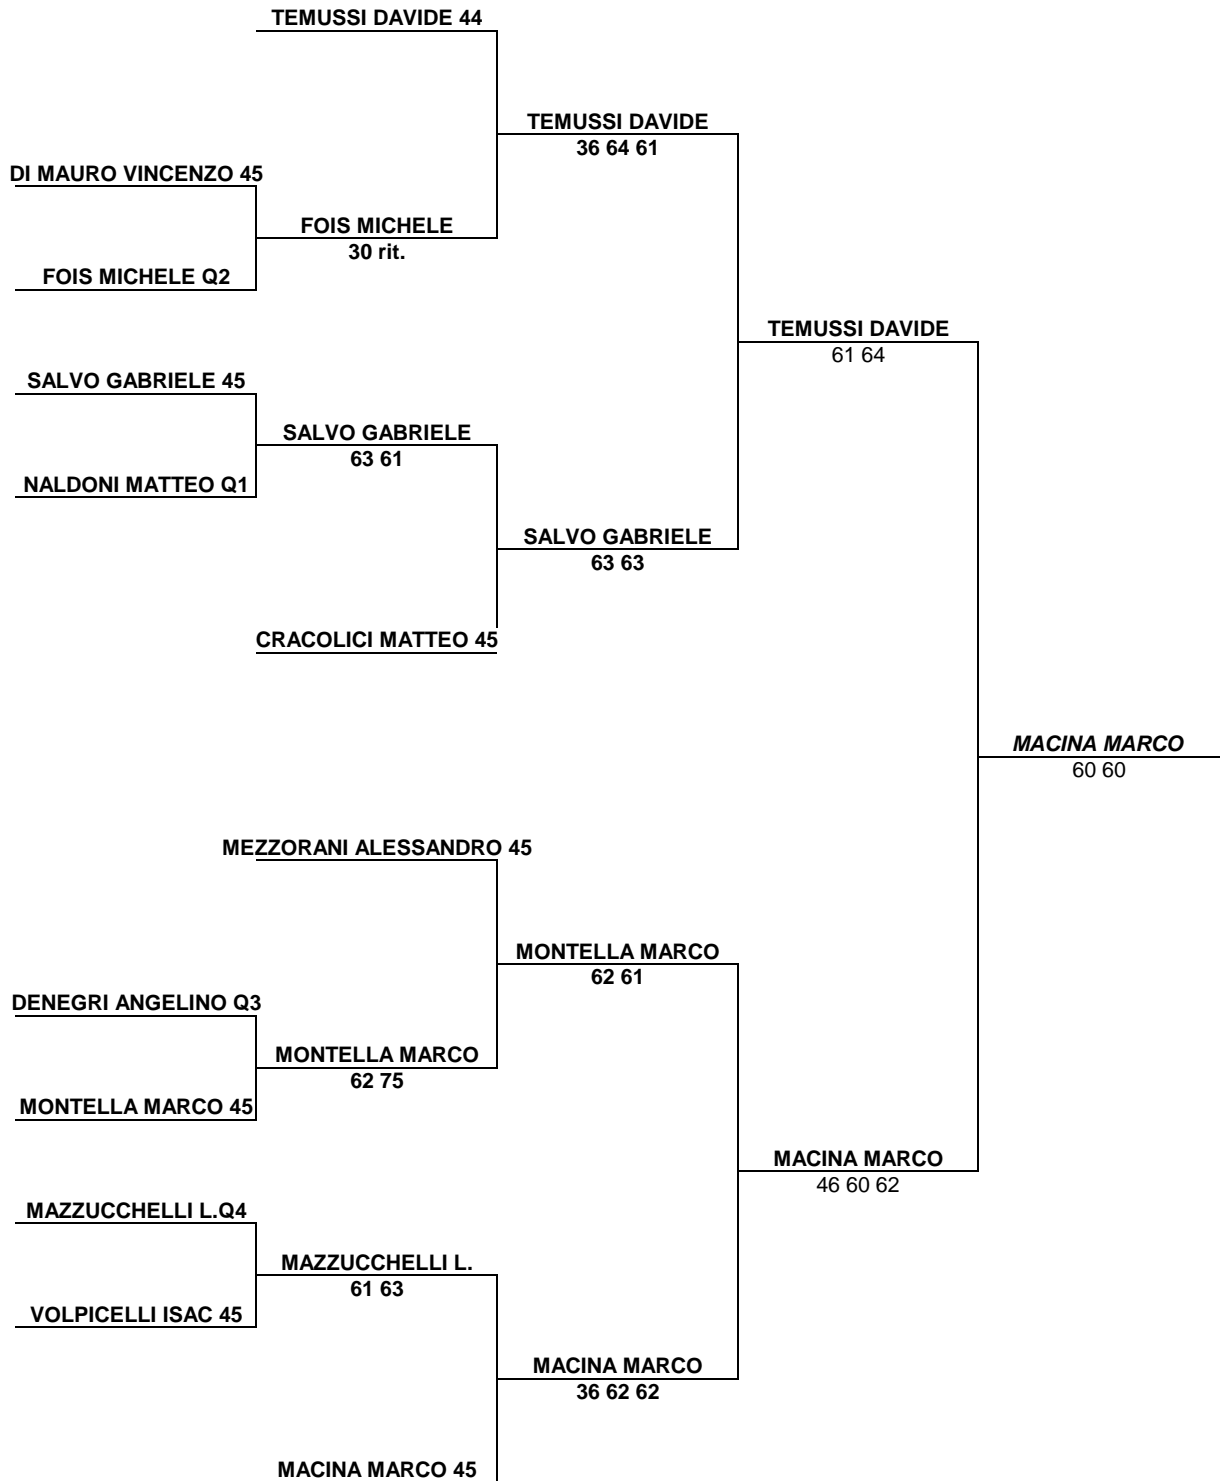 TEMUSSI DAVIDE 44
TEMUSSI DAVIDE
36 64 61
DI MAURO VINCENZO 45
FOIS MICHELE
30 rit.
FOIS MICHELE Q2
TEMUSSI DAVIDE
61 64
SALVO GABRIELE 45
SALVO GABRIELE
63 61
NALDONI MATTEO Q1
SALVO GABRIELE
63 63
CRACOLICI MATTEO 45
MACINA MARCO
60 60
MEZZORANI ALESSANDRO 45
MONTELLA MARCO
62 61
DENEGRI ANGELINO Q3
MONTELLA MARCO
62 75
MONTELLA MARCO 45
MACINA MARCO
46 60 62
MAZZUCCHELLI L.Q4
MAZZUCCHELLI L.
61 63
VOLPICELLI ISAC 45
MACINA MARCO
36 62 62
MACINA MARCO 45